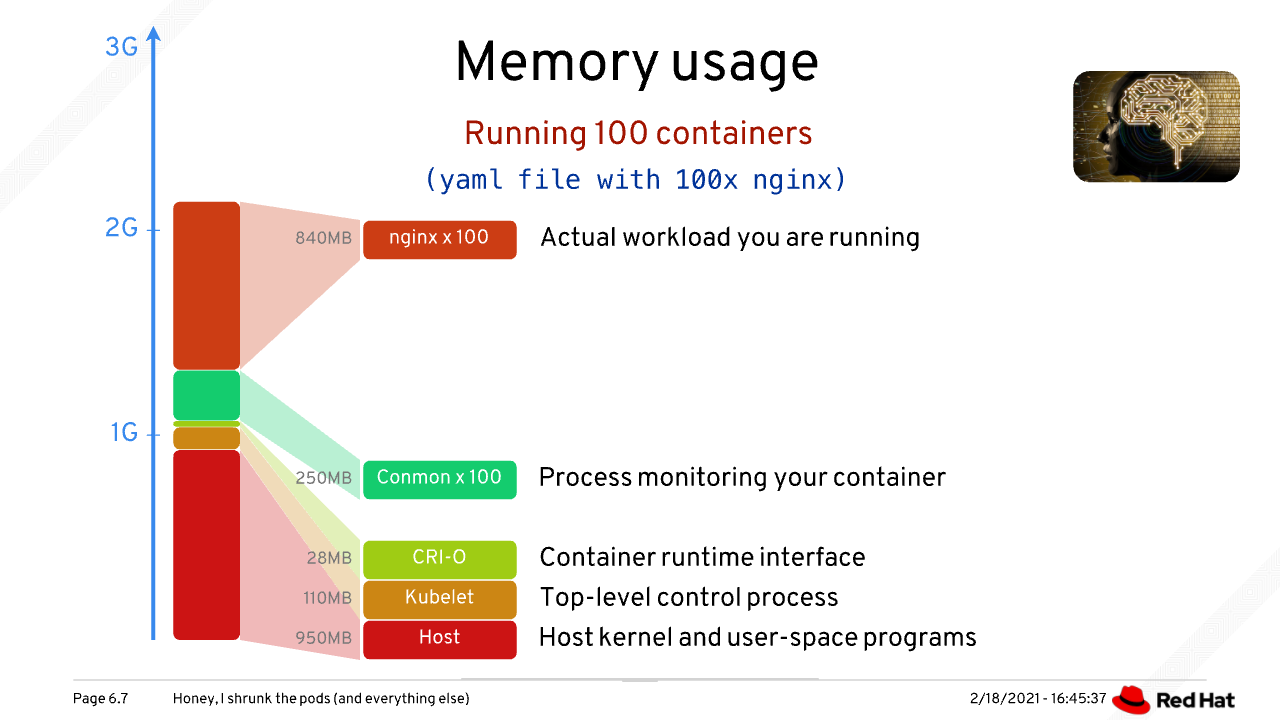 3G
Memory usage
Running 100 containers
(yaml file with 100x nginx)
2G
840MB nginx x 100 Actual workload you are running
1G
250MB Conmon x 100 Process monitoring your container
28MB CRI-O Container runtime interface
110MB Kubelet Top-level control process
950MB Host Host kernel and user-space programs
Page 6.7 Honey, I shrunk the pods (and everything else) 2/18/2021 - 16:45:37 Red Hat